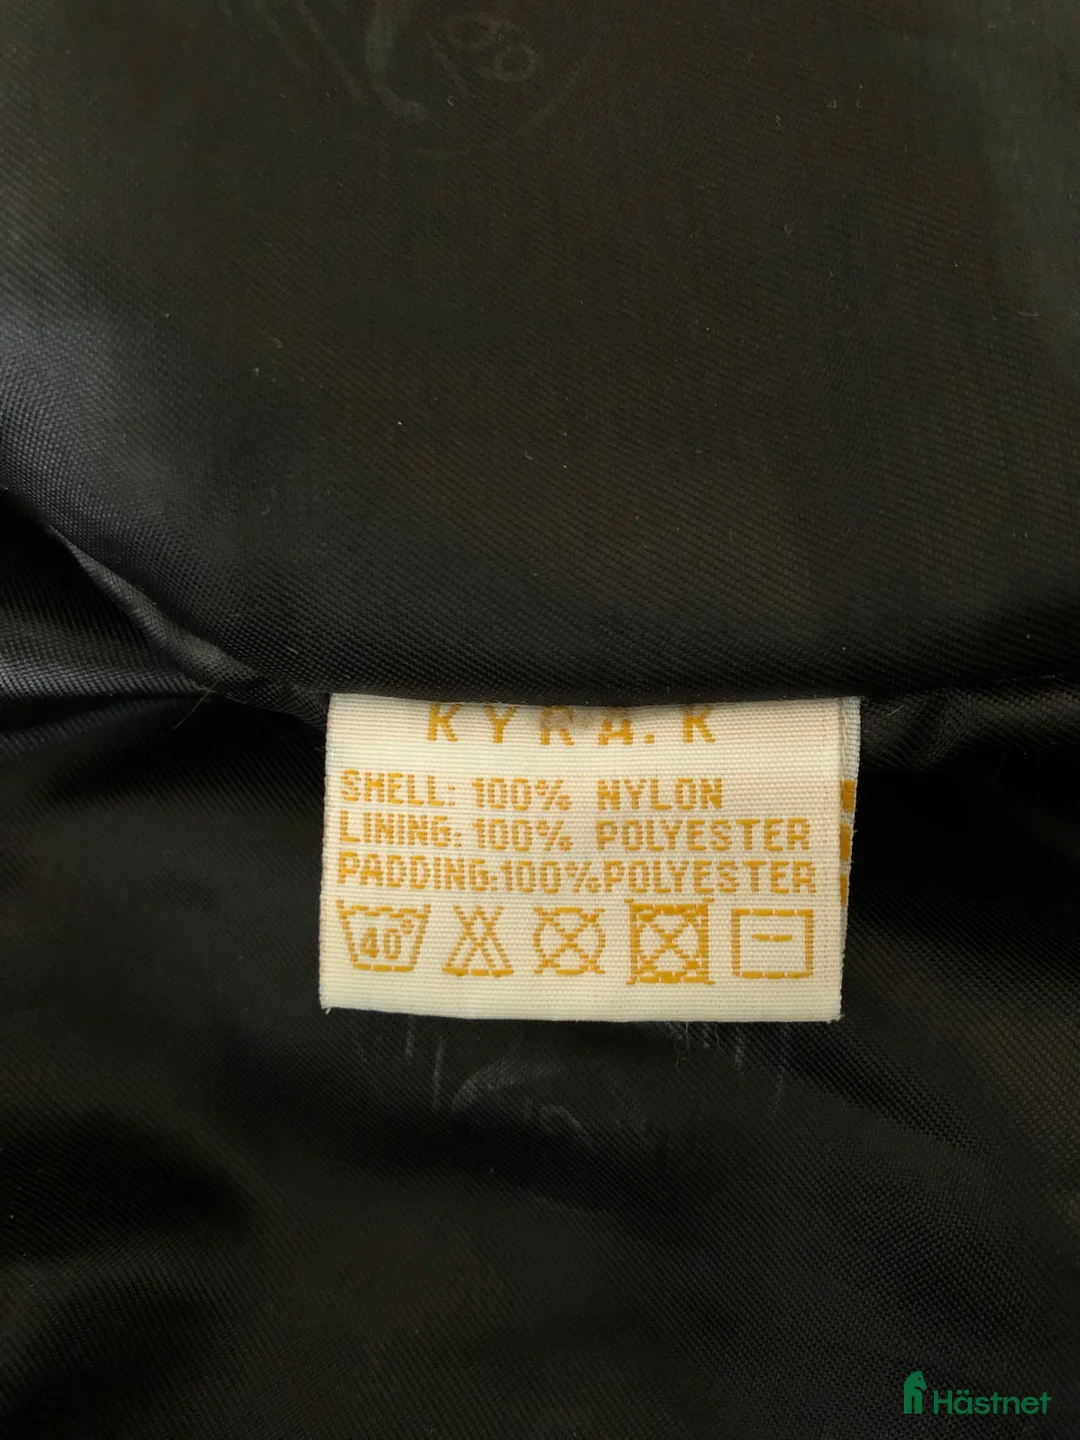 KYRA.K
SHELL: 100% NYLON
LINING: 100% POLYESTER
PADDING:100%POLYESTER
40°
Hästnet